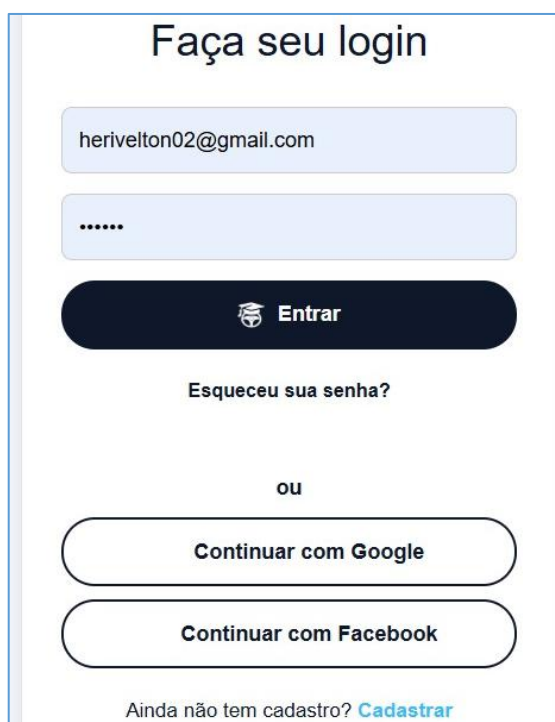 Faça seu login
herivelton02@gmail.com
••••••
Entrar
Esqueceu sua senha?
ou
Continuar com Google
Continuar com Facebook
Ainda não tem cadastro? Cadastrar